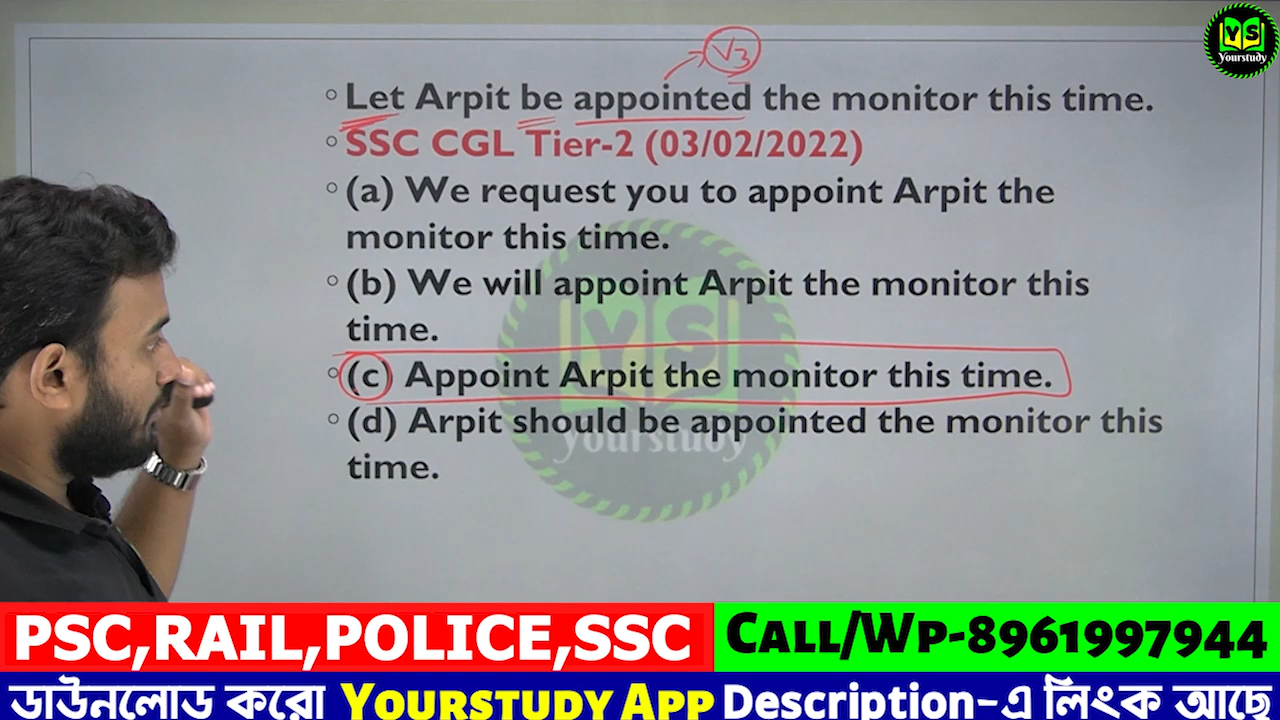 V3
YS
Yourstudy
Let Arpit be appointed the monitor this time.
SSC CGL Tier-2 (03/02/2022)
(a) We request you to appoint Arpit the
monitor this time.
(b) We will appoint Arpit the monitor this
time.
(c) Appoint Arpit the monitor this time.
(d) Arpit should be appointed the monitor this
time.
YS
yourstudy
PSC,RAIL,POLICE,SSC
CALL/WP-8961997944
ডাউনলোড করো YOURSTUDY APP Description-এ লিংক আছে